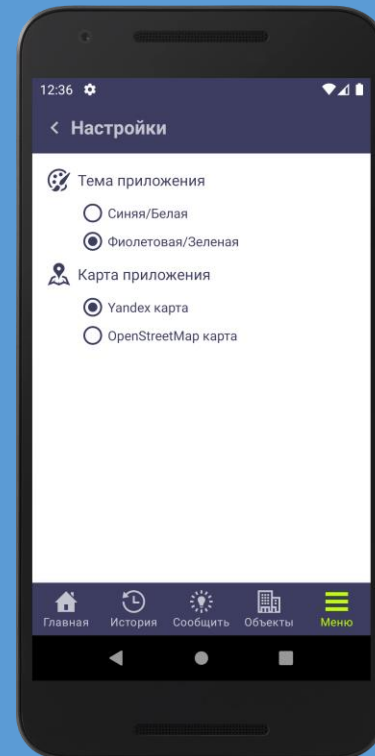 12:36
Настройки
Тема приложения
Синяя/Белая
Фиолетовая/Зеленая
Карта приложения
Yandex карта
OpenStreetMap карта
Главная История Сообщить Объекты Меню